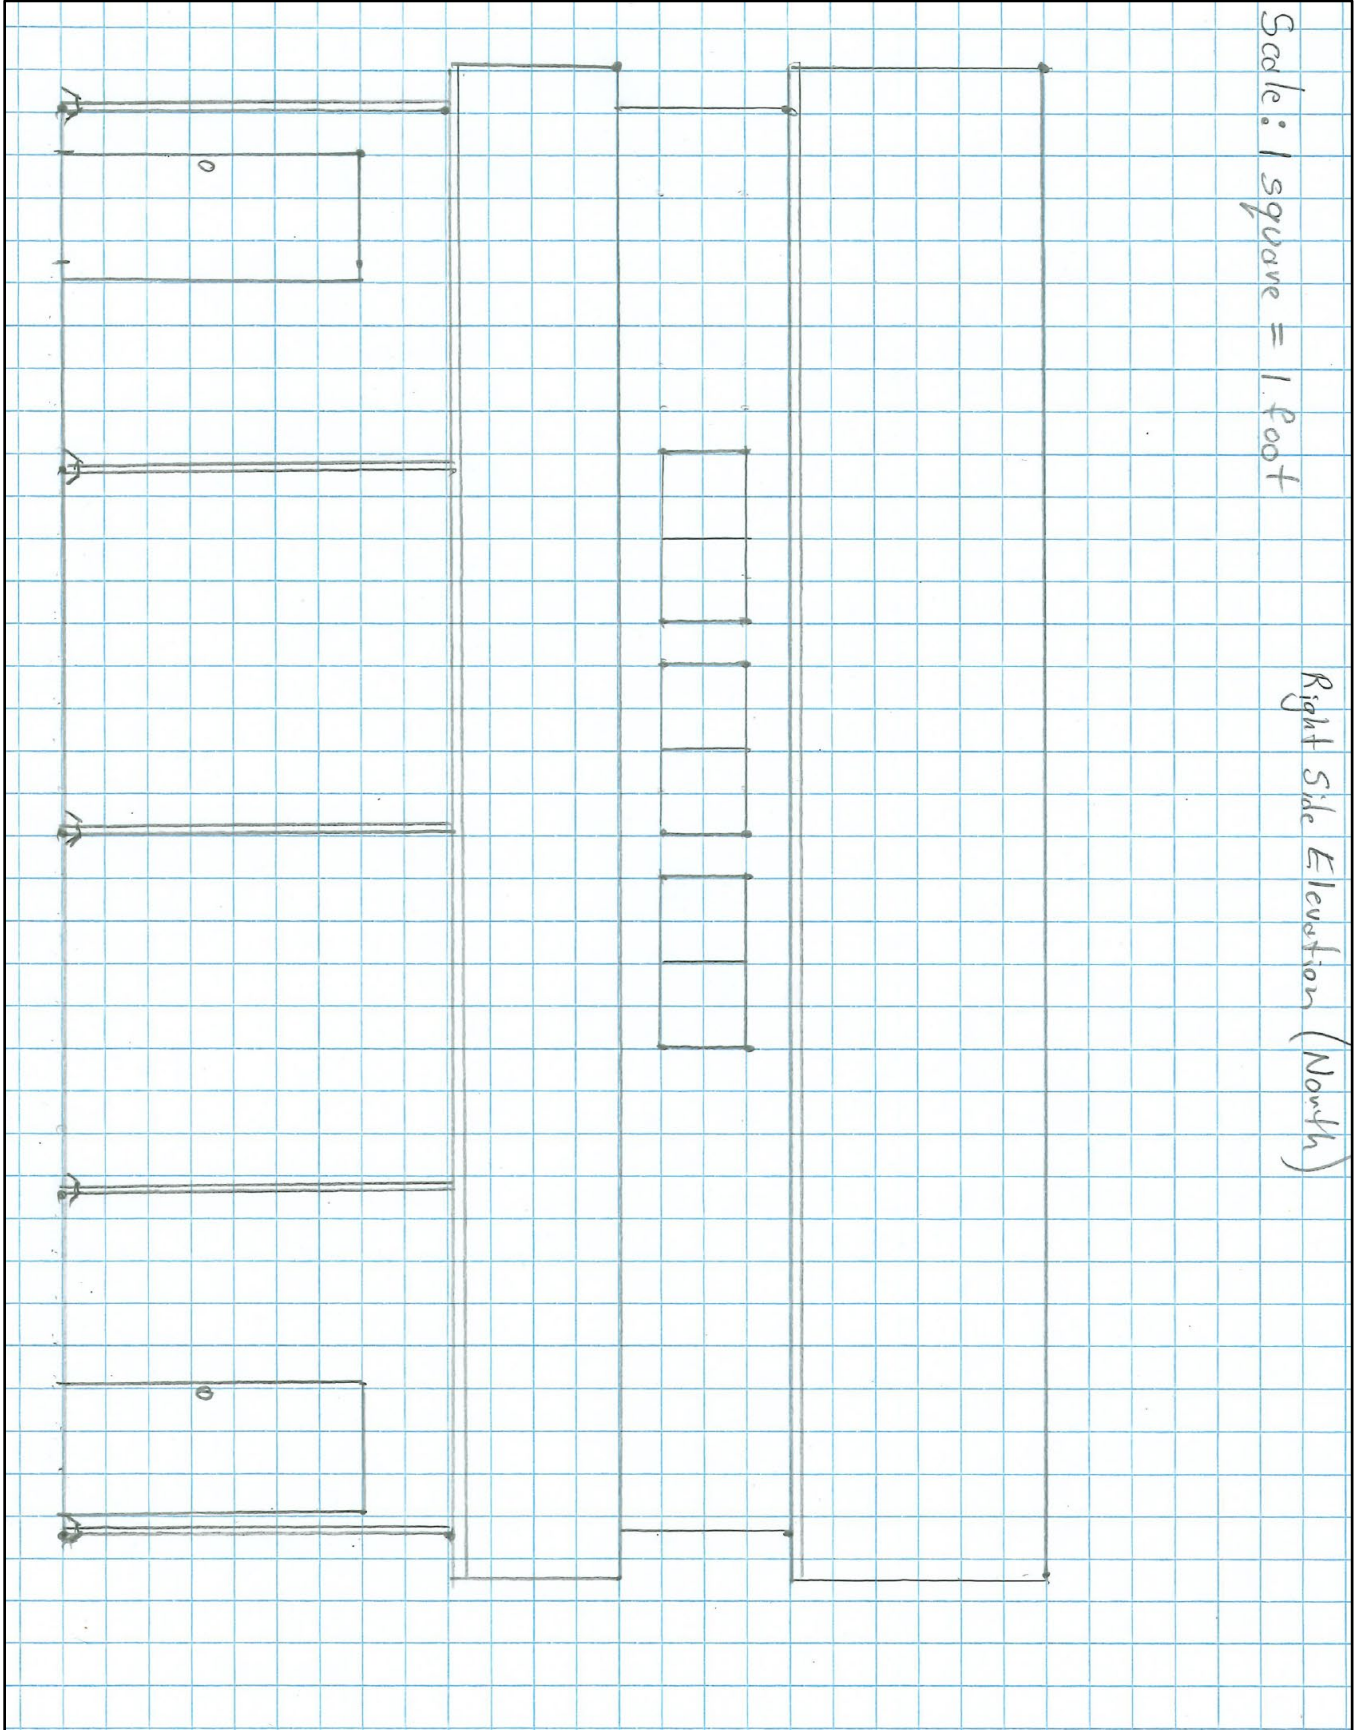 Right Side Elevation (North)
Scale: 1 square = 1 foot